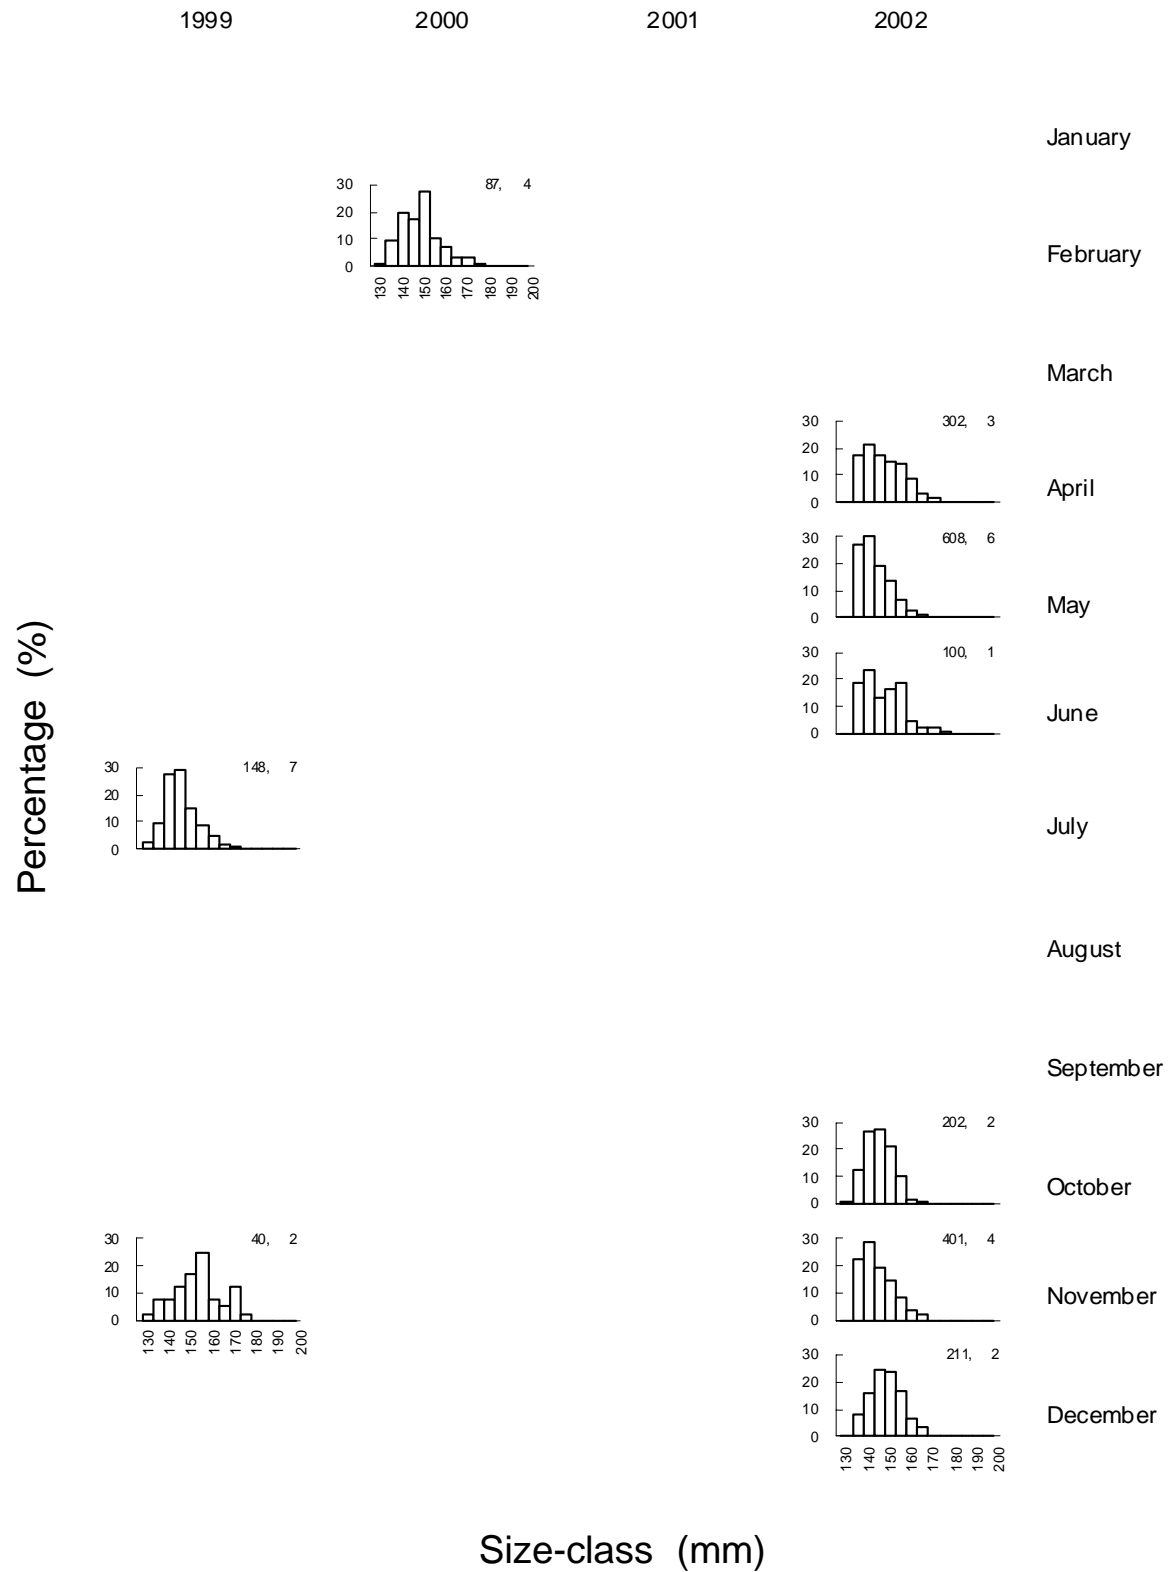 1999 2000 2001 2002
January
30 87, 4
20
10
0
130 140 150 160 170 180 190 200
February
March
30 302, 3
20
10
0
April
30 608, 6
20
10
0
May
30 100, 1
20
10
0
June
30 148, 7
20
10
0
July
August
September
30 202, 2
20
10
0
October
30 40, 2
20
10
0
130 140 150 160 170 180 190 200
30 401, 4
20
10
0
November
30 211, 2
20
10
0
130 140 150 160 170 180 190 200
December
Percentage (%)
Size-class (mm)